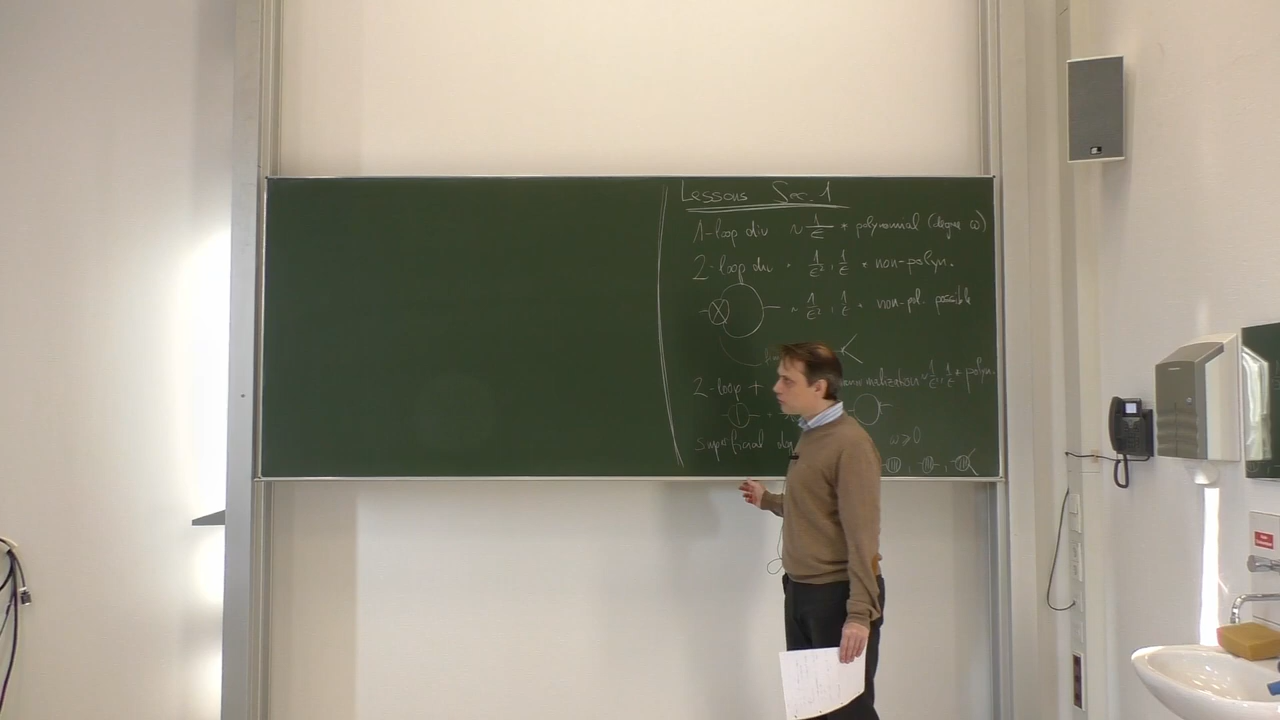 Lessons Sec. 1
1-loop div ~ 1/ε * polynomial (degree ω)
2-loop div ~ 1/ε², 1/ε * non-polyn.
~ 1/ε², 1/ε * non-pol. possible
2-loop + renormalization ~ 1/ε², 1/ε * polyn.
+
superficial deg ω ≥ 0
, ,